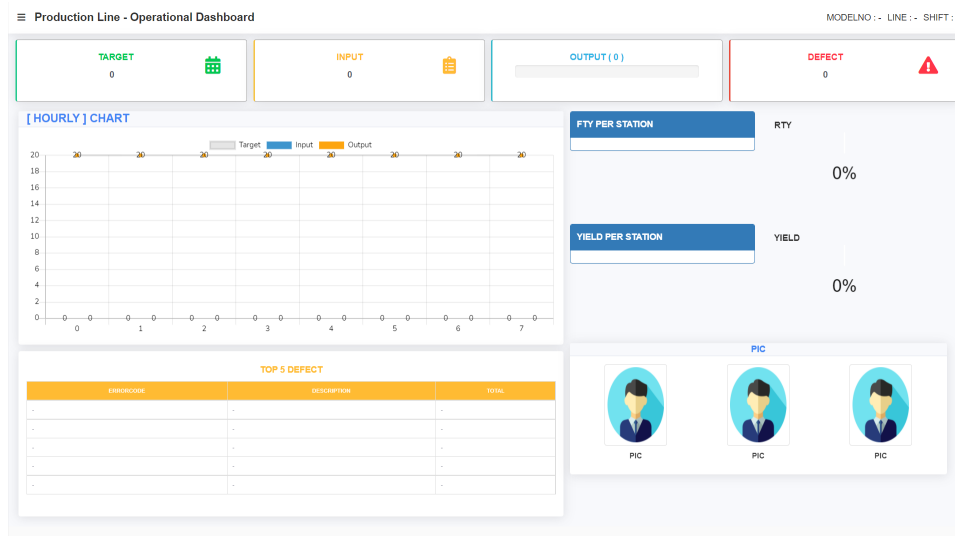 Production Line - Operational Dashboard
MODELNO : - LINE : - SHIFT :
TARGET
0
INPUT
0
OUTPUT ( 0 )
DEFECT
0
[ HOURLY ] CHART
Target Input Output
20 20 20 20 20 20 20 20
20
18
16
14
12
10
8
6
4
2
0
0 0 0 0 0 0 0 0 0 0 0 0 0 0 0 0
0 1 2 3 4 5 6 7
FTY PER STATION
RTY
0%
YIELD PER STATION
YIELD
0%
TOP 5 DEFECT
ERRORCODE DESCRIPTION TOTAL
- - -
- - -
- - -
- - -
- - -
PIC
PIC PIC PIC